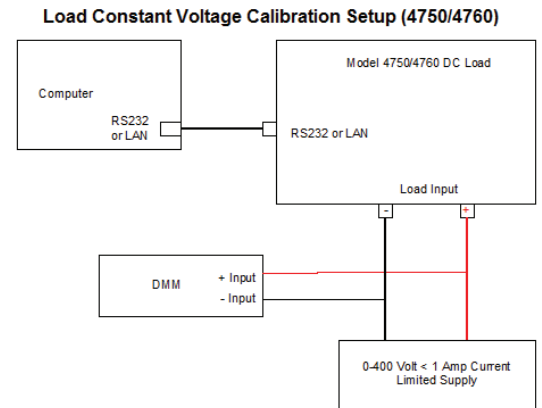 Load Constant Voltage Calibration Setup (4750/4760)
Model 4750/4760 DC Load
Computer
RS232
or LAN
RS232 or LAN
Load Input
-
+
DMM
+ Input
- Input
0-400 Volt < 1 Amp Current
Limited Supply